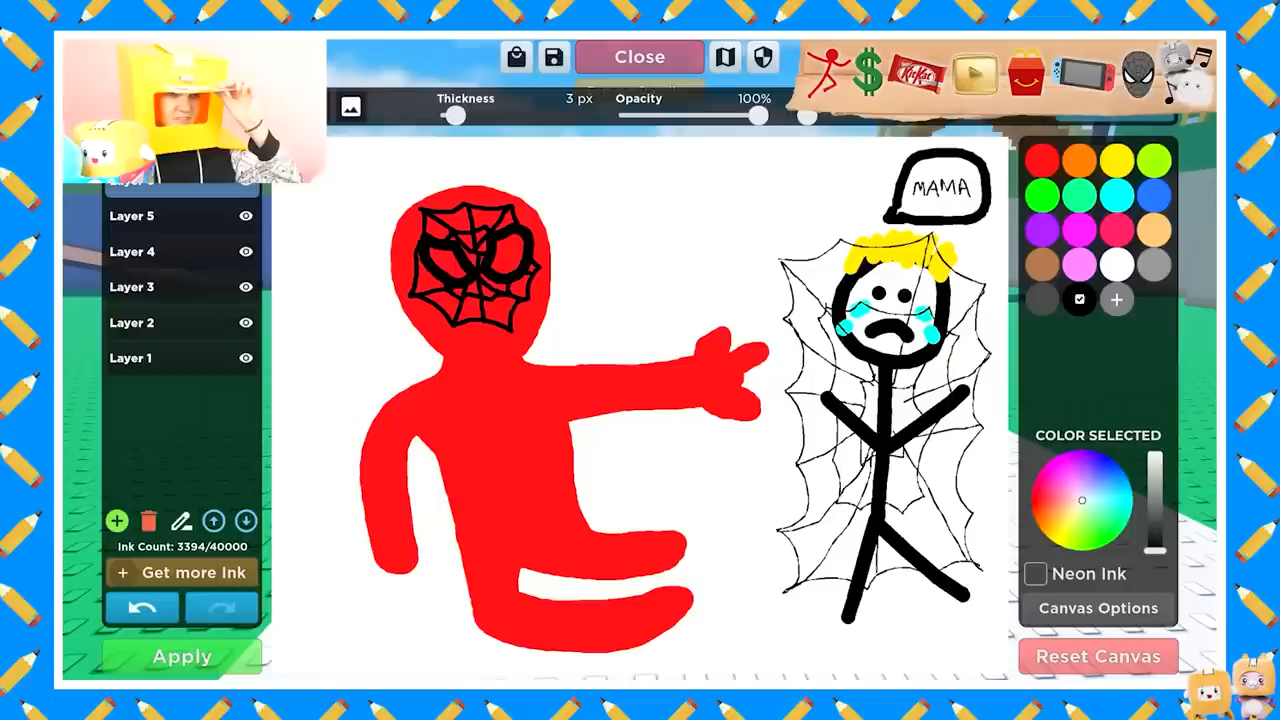 Close
Thickness 3 px Opacity 100%
KitKat
MAMA
Layer 5
Layer 4
Layer 3
Layer 2
Layer 1
COLOR SELECTED
Ink Count: 3394/40000
+ Get more Ink
Neon Ink
Canvas Options
Apply
Reset Canvas